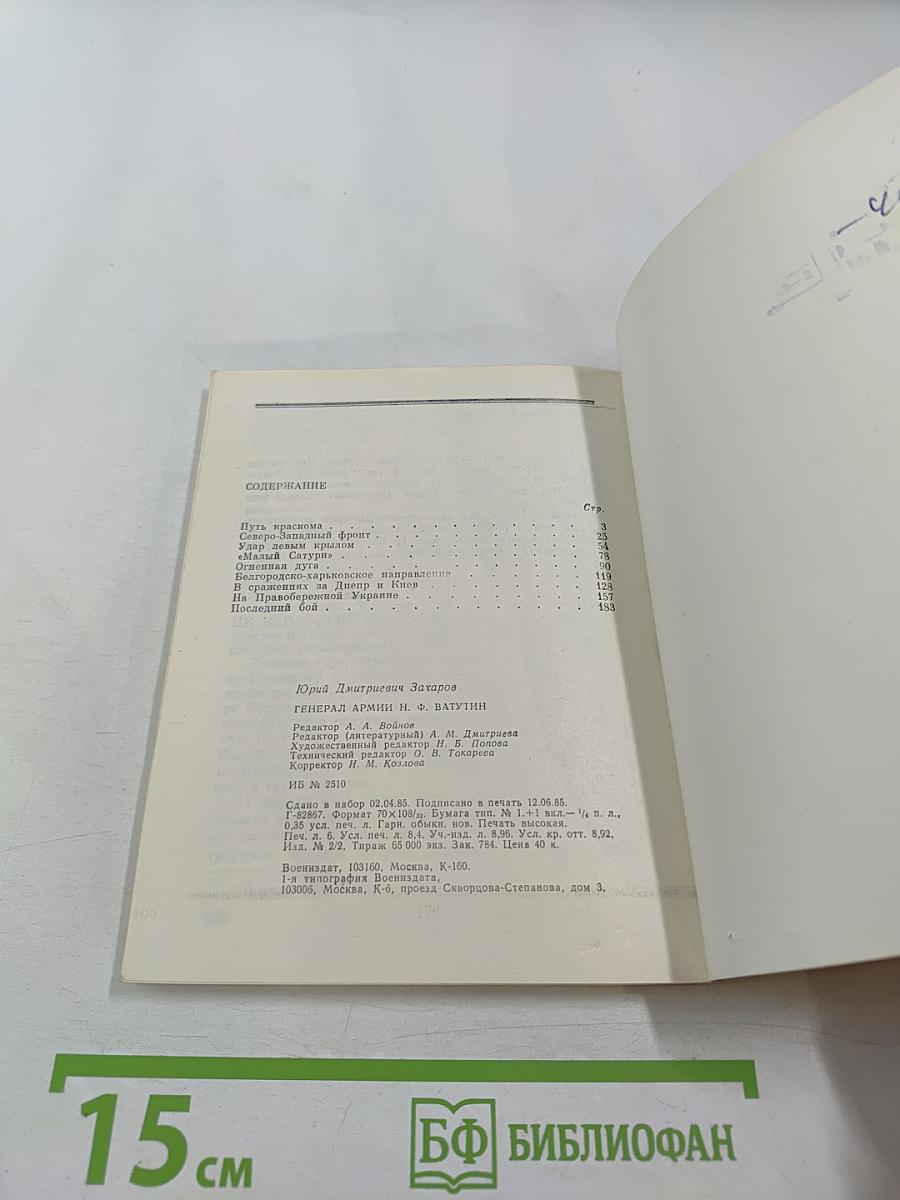 СОДЕРЖАНИЕ
Стр.
Путь краскома . . . . . . . . . . . . 3
Северо-Западный фронт . . . . . . . . . . 25
Удар левым крылом . . . . . . . . . . 54
«Малый Сатурн» . . . . . . . . . . . 78
Огненная дуга . . . . . . . . . . . . 90
Белгородско-харьковское направление . . . . . . 119
В сражениях за Днепр и Киев . . . . . . . . 128
На Правобережной Украине . . . . . . . . . 157
Последний бой . . . . . . . . . . . . 183
Юрий Дмитриевич Захаров
ГЕНЕРАЛ АРМИИ Н. Ф. ВАТУТИН
Редактор А. А. Войнов
Редактор (литературный) А. М. Дмитриева
Художественный редактор Н. Б. Попова
Технический редактор О. В. Токарева
Корректор И. М. Козлова
ИБ № 2510
Сдано в набор 02.04.85. Подписано в печать 12.06.85.
Г-82867. Формат 70×108/32. Бумага тип. № 1.+1 вкл.— 1/4 п. л.,
0,35 усл. печ. л. Гарн. обыкн. нов. Печать высокая.
Печ. л. 6. Усл. печ. л. 8,4. Уч.-изд. л. 8,96. Усл. кр. отт. 8,92.
Изд. № 2/2. Тираж 65 000 экз. Зак. 784. Цена 40 к.
Воениздат, 103160, Москва, К-160.
1-я типография Воениздата,
103006, Москва, К-6, проезд Скворцова-Степанова, дом 3.
15 см
БФ БИБЛИОФАН